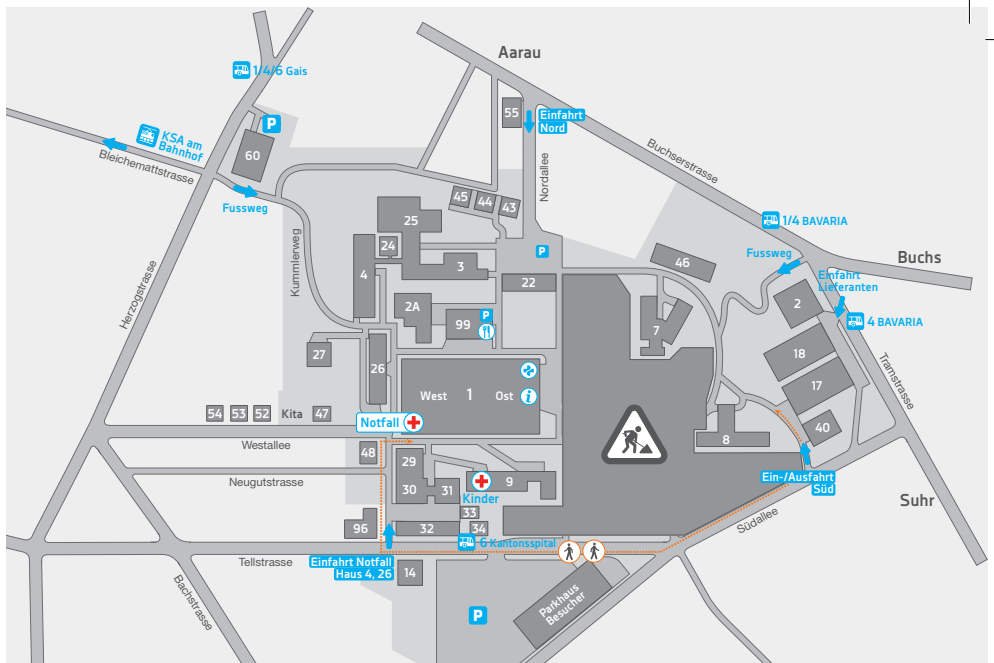 Aarau
1/4/6 Gais
P
55
Einfahrt
Nord
KSA am
Bahnhof
Bleichemattstrasse
60
Buchserstrasse
Nordallee
Fussweg
45
44
43
25
1/4 BAVARIA
24
P
Fussweg
Buchs
Kummlerweg
4
3
46
22
Einfahrt
Lieferanten
Herzogstrasse
2A
P
99
7
2
4 BAVARIA
27
26
18
Tramstrasse
West
1
Ost
17
54
53
52
Kita
47
Notfall
40
8
Westallee
48
29
Neugutstrasse
30
31
9
Kinder
Ein-/Ausfahrt
Süd
Suhr
33
96
32
34
Südallee
6 Kantonsspital
Tellstrasse
Einfahrt Notfall
Haus 4, 26
14
Bachstrasse
Parkhaus
Besucher
P